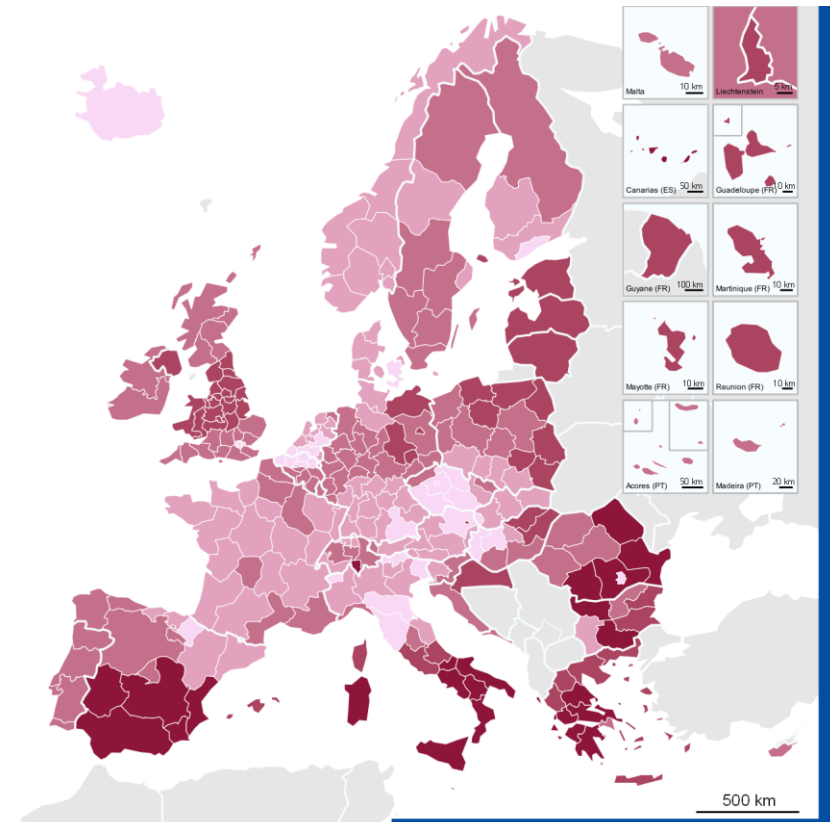 Malta
10 km
Liechtenstein
5 km
Canarias (ES)
50 km
Guadeloupe (FR)
10 km
Guyane (FR)
100 km
Martinique (FR)
10 km
Mayotte (FR)
10 km
Reunion (FR)
10 km
Acores (PT)
50 km
Madeira (PT)
20 km
500 km